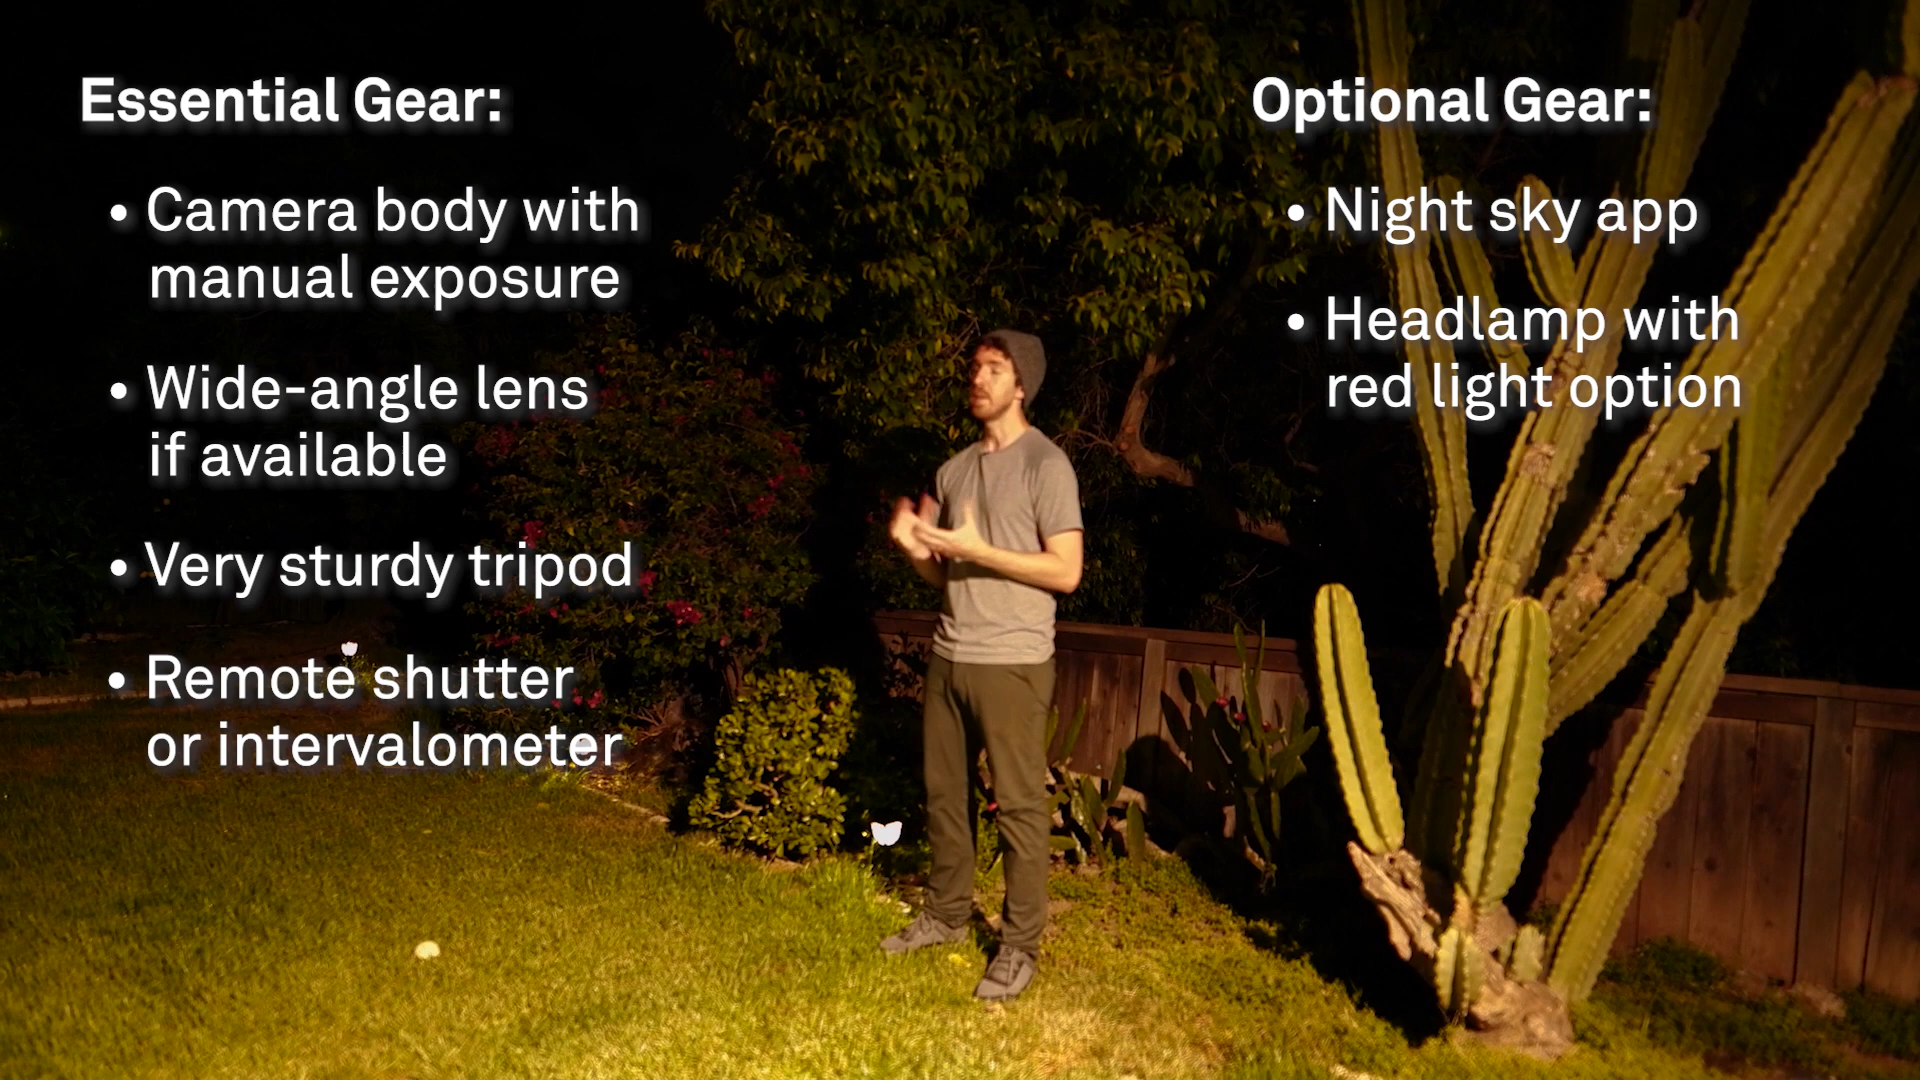 Essential Gear:
• Camera body with
manual exposure
• Wide-angle lens
if available
• Very sturdy tripod
• Remote shutter
or intervalometer
Optional Gear:
• Night sky app
• Headlamp with
red light option